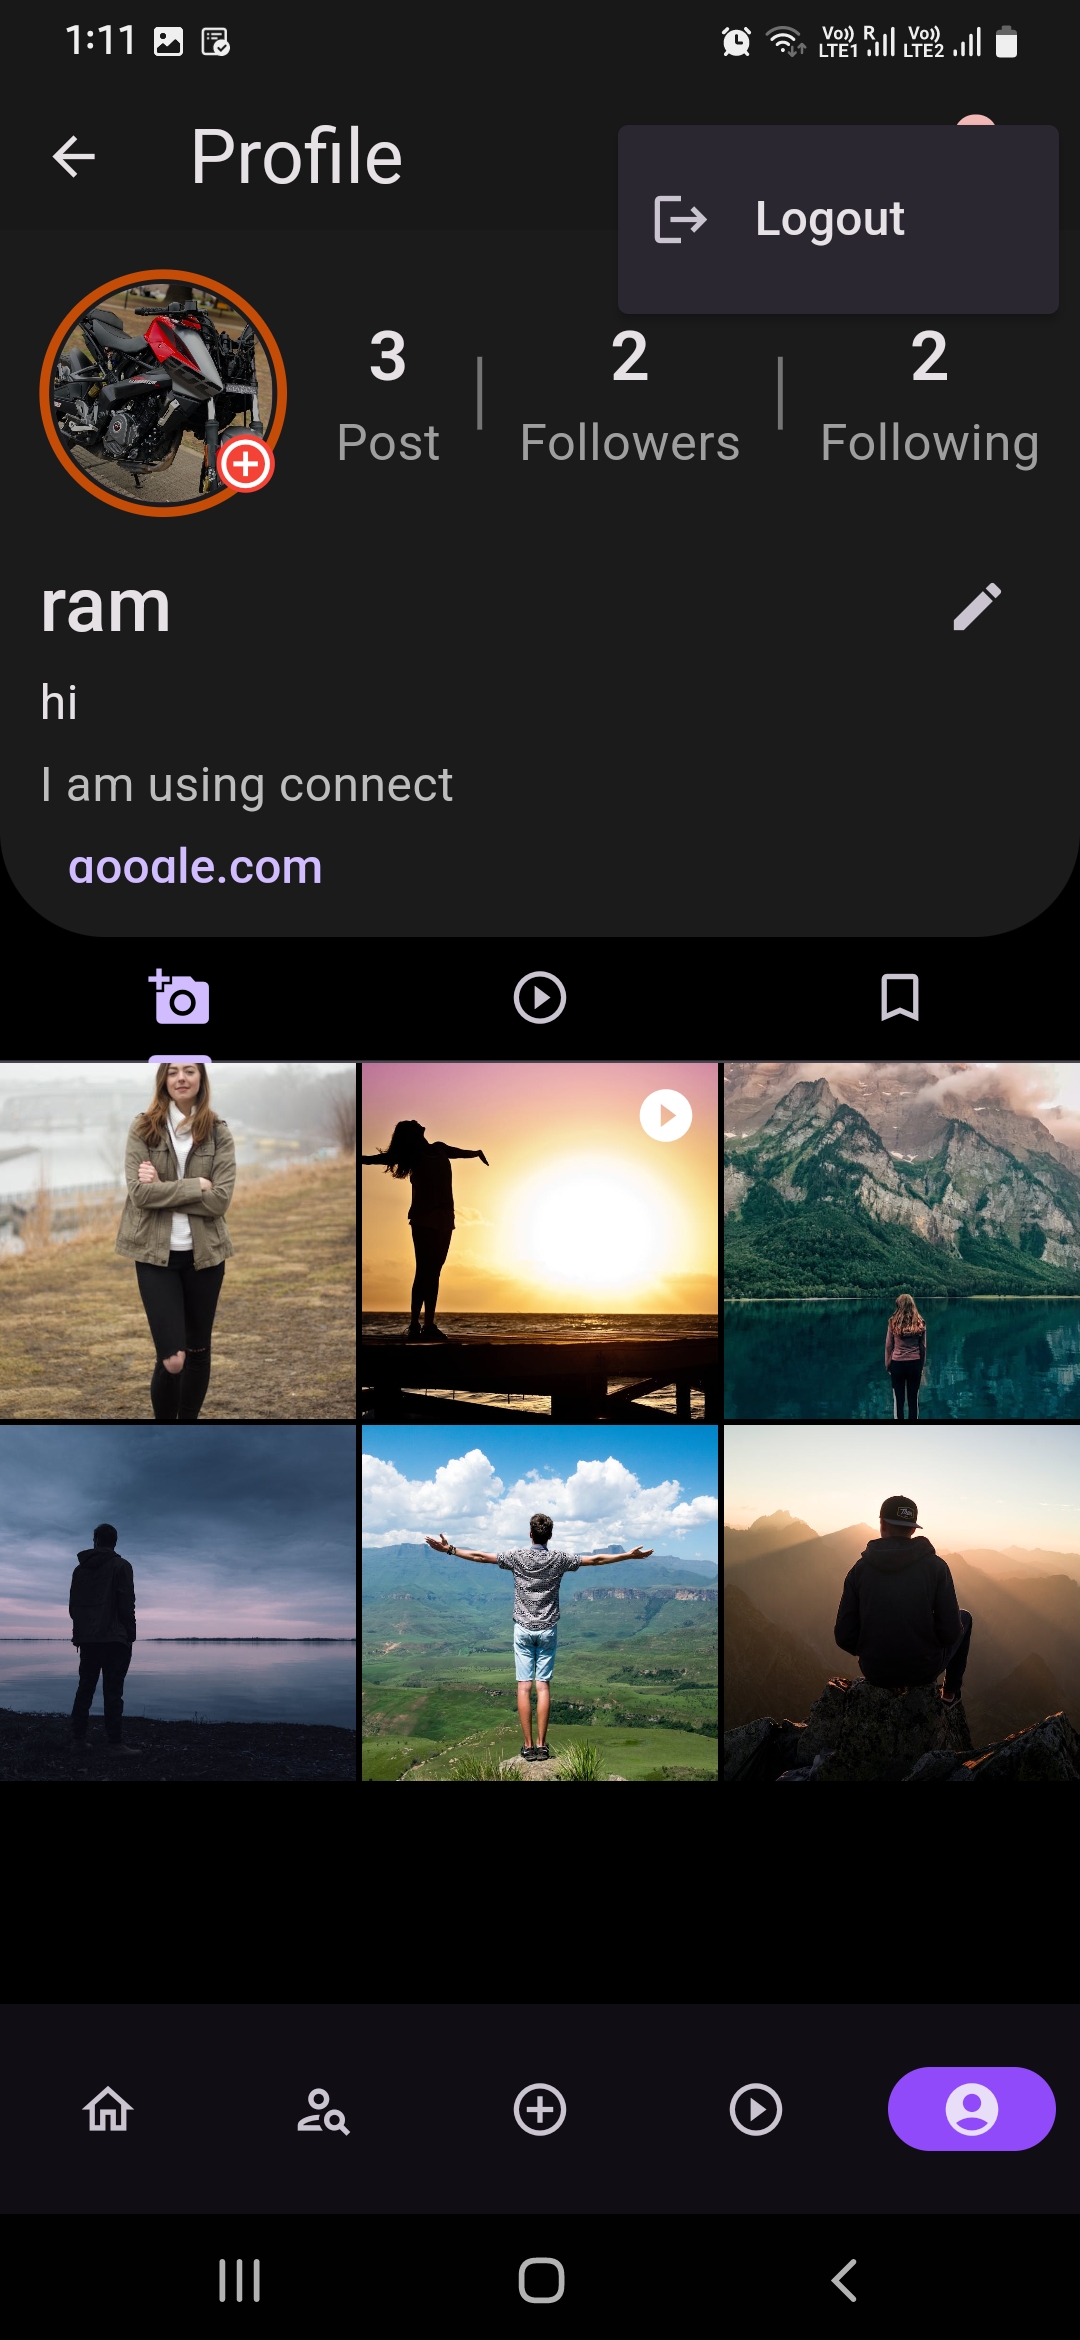 1:11
Vo)) R Vo))
LTE1 LTE2
Profile
Logout
3 2 2
Post Followers Following
ram
hi
I am using connect
google.com